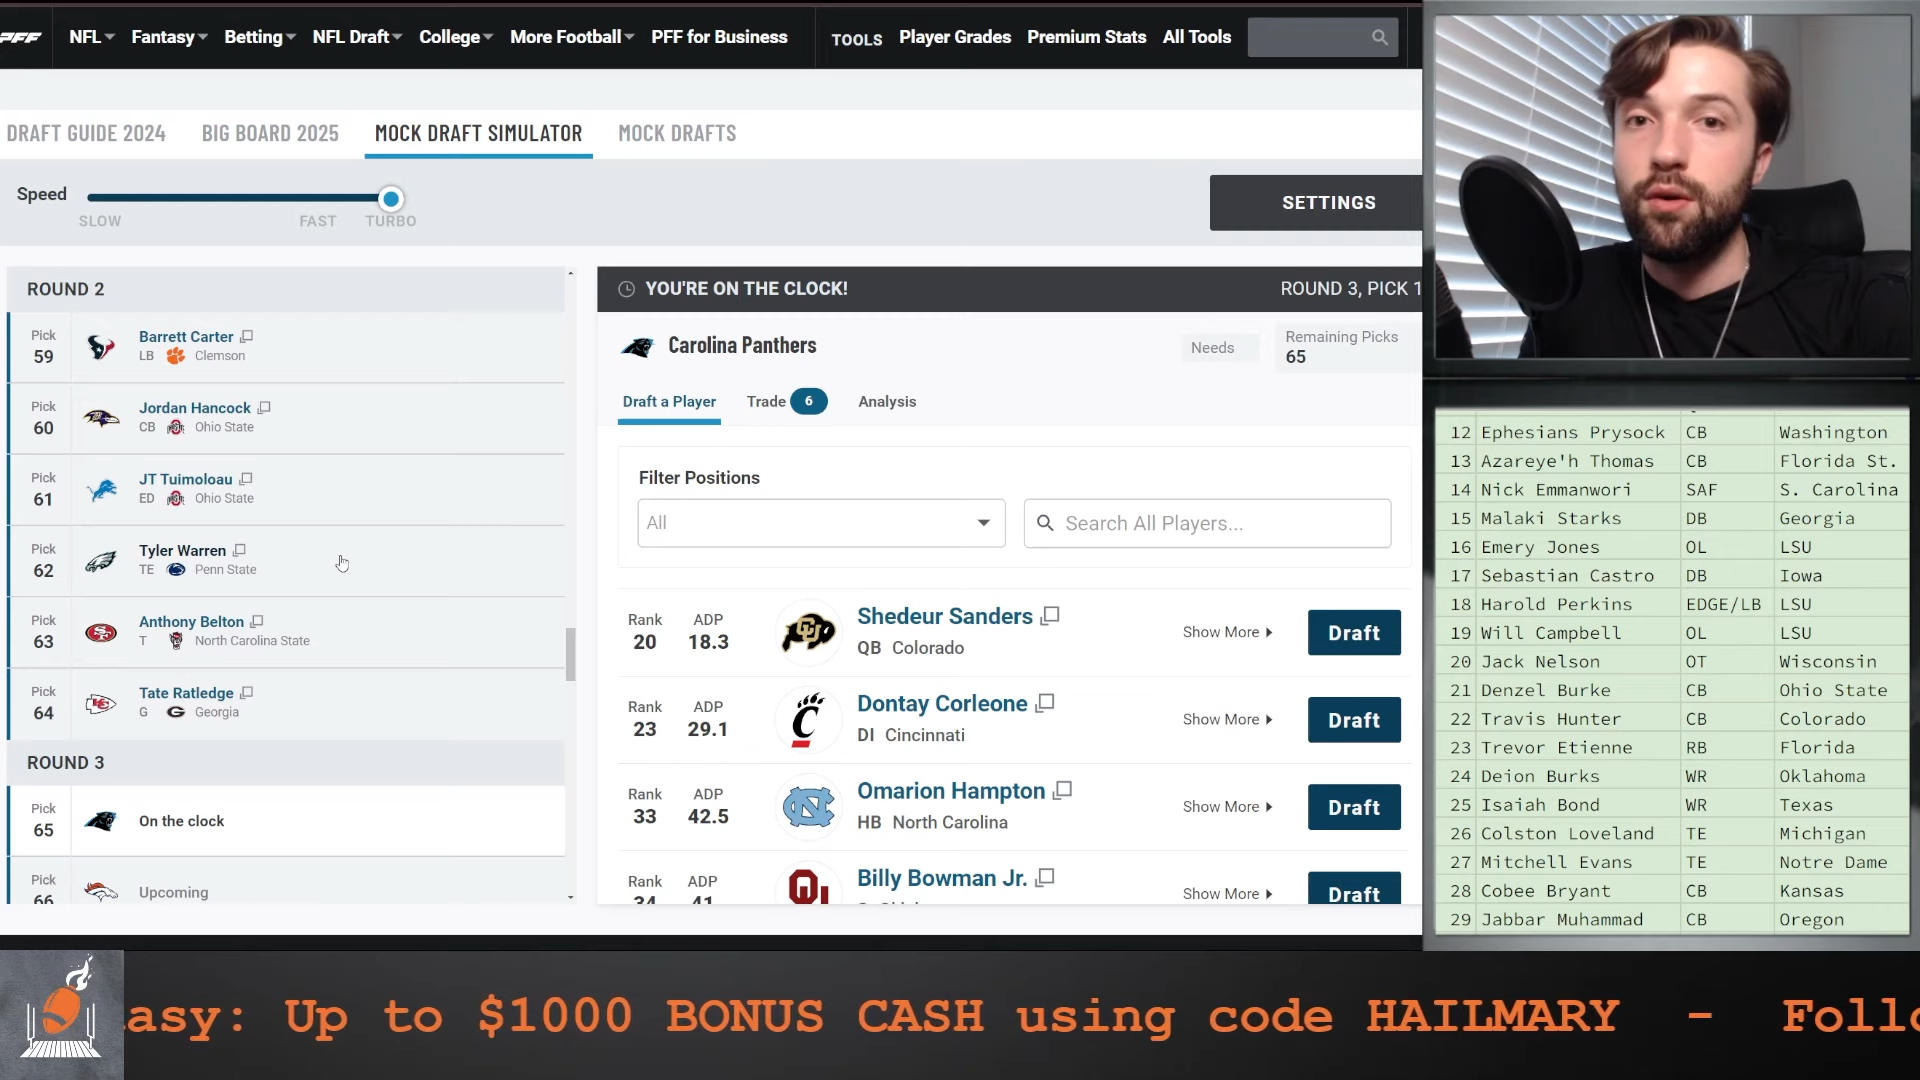 PFF
NFL
Fantasy
Betting
NFL Draft
College
More Football
PFF for Business
TOOLS
Player Grades
Premium Stats
All Tools
DRAFT GUIDE 2024
BIG BOARD 2025
MOCK DRAFT SIMULATOR
MOCK DRAFTS
Speed
SLOW
FAST
TURBO
SETTINGS
ROUND 2
Pick 59
Barrett Carter
LB Clemson
Pick 60
Jordan Hancock
CB Ohio State
Pick 61
JT Tuimoloau
ED Ohio State
Pick 62
Tyler Warren
TE Penn State
Pick 63
Anthony Belton
T North Carolina State
Pick 64
Tate Ratledge
G Georgia
ROUND 3
Pick 65
On the clock
Pick 66
Upcoming
YOU'RE ON THE CLOCK!
ROUND 3, PICK 1
Carolina Panthers
Needs
Remaining Picks
65
Draft a Player
Trade 6
Analysis
Filter Positions
All
Search All Players...
Rank 20
ADP 18.3
Shedeur Sanders
QB Colorado
Show More
Draft
Rank 23
ADP 29.1
Dontay Corleone
DI Cincinnati
Show More
Draft
Rank 33
ADP 42.5
Omarion Hampton
HB North Carolina
Show More
Draft
Rank 34
ADP 41
Billy Bowman Jr.
Show More
Draft
12 Ephesians Prysock CB Washington
13 Azareye'h Thomas CB Florida St.
14 Nick Emmanwori SAF S. Carolina
15 Malaki Starks DB Georgia
16 Emery Jones OL LSU
17 Sebastian Castro DB Iowa
18 Harold Perkins EDGE/LB LSU
19 Will Campbell OL LSU
20 Jack Nelson OT Wisconsin
21 Denzel Burke CB Ohio State
22 Travis Hunter CB Colorado
23 Trevor Etienne RB Florida
24 Deion Burks WR Oklahoma
25 Isaiah Bond WR Texas
26 Colston Loveland TE Michigan
27 Mitchell Evans TE Notre Dame
28 Cobee Bryant CB Kansas
29 Jabbar Muhammad CB Oregon
asy: Up to $1000 BONUS CASH using code HAILMARY - Follo